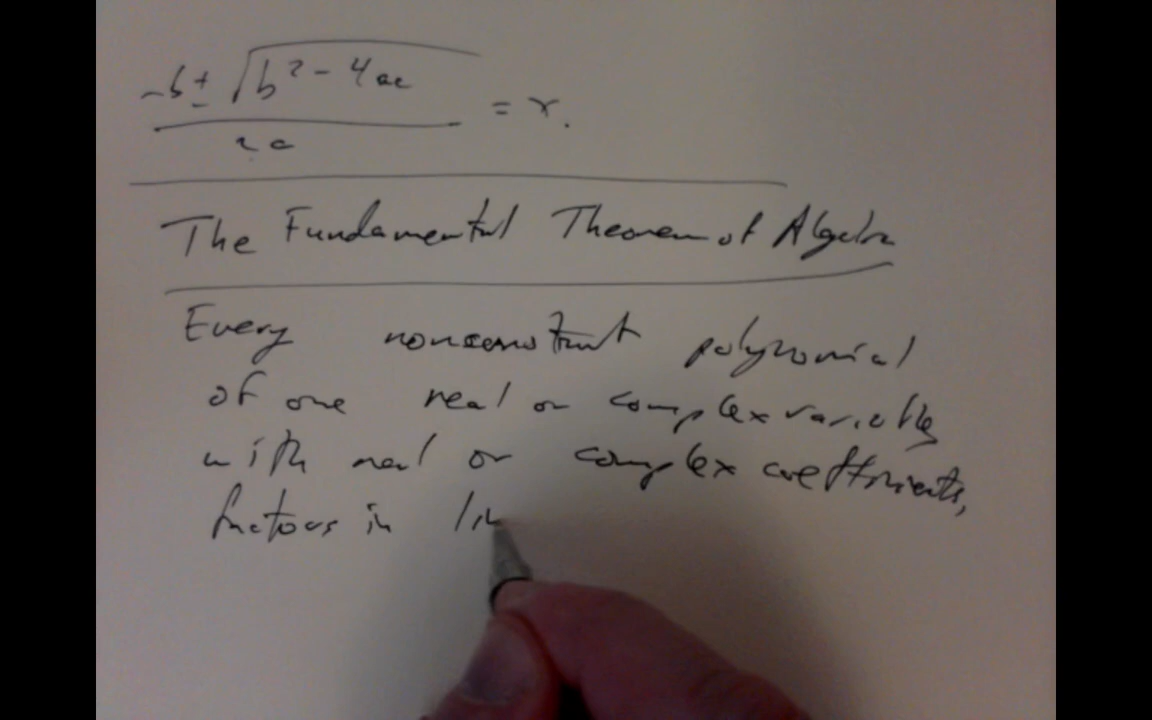 -b ± √b² - 4ac
2a
= x.
The Fundamental Theorem of Algebra
Every nonconstant polynomial
of one real or complex variable
with real or complex coefficients,
factors in lin